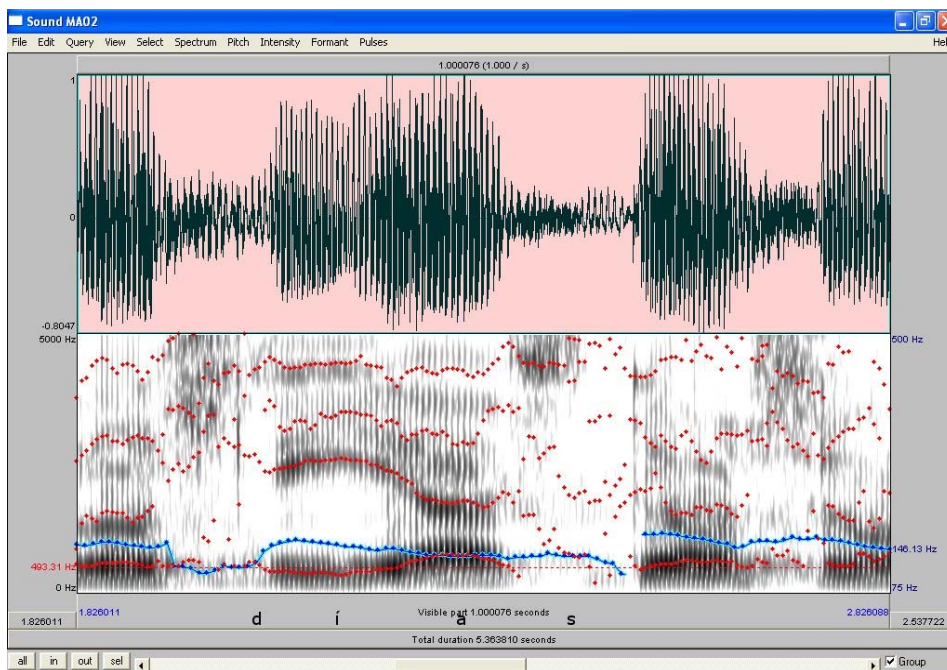 Sound MA02
File Edit Query View Select Spectrum Pitch Intensity Formant Pulses Hel
1.000076 (1.000 / s)
1
0
-0.8047
5000 Hz 500 Hz
146.13 Hz
493.31 Hz
0 Hz 75 Hz
1.826011 Visible part 1.000076 seconds 2.826088
d í a s
1.826011 2.537722
Total duration 5.363810 seconds
all in out sel Group